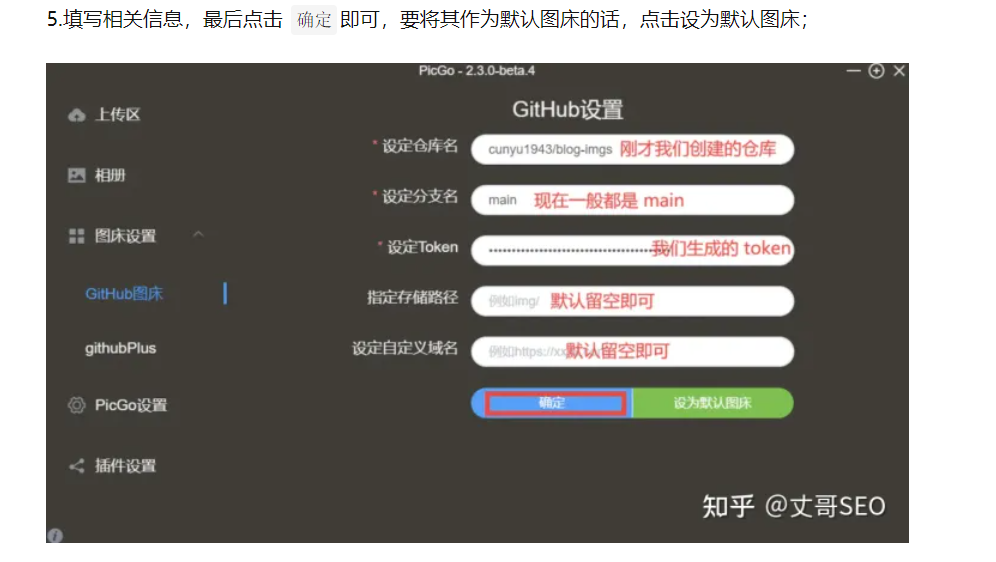 5.填写相关信息，最后点击 确定 即可，要将其作为默认图床的话，点击设为默认图床；
PicGo - 2.3.0-beta.4
上传区
相册
图床设置
GitHub图床
githubPlus
PicGo设置
插件设置
GitHub设置
* 设定仓库名 cunyu1943/blog-imgs 刚才我们创建的仓库
* 设定分支名 main 现在一般都是 main
* 设定Token 我们生成的 token
指定存储路径 例如img/ 默认留空即可
设定自定义域名 例如https://xx 默认留空即可
确定 设为默认图床
知乎 @丈哥SEO